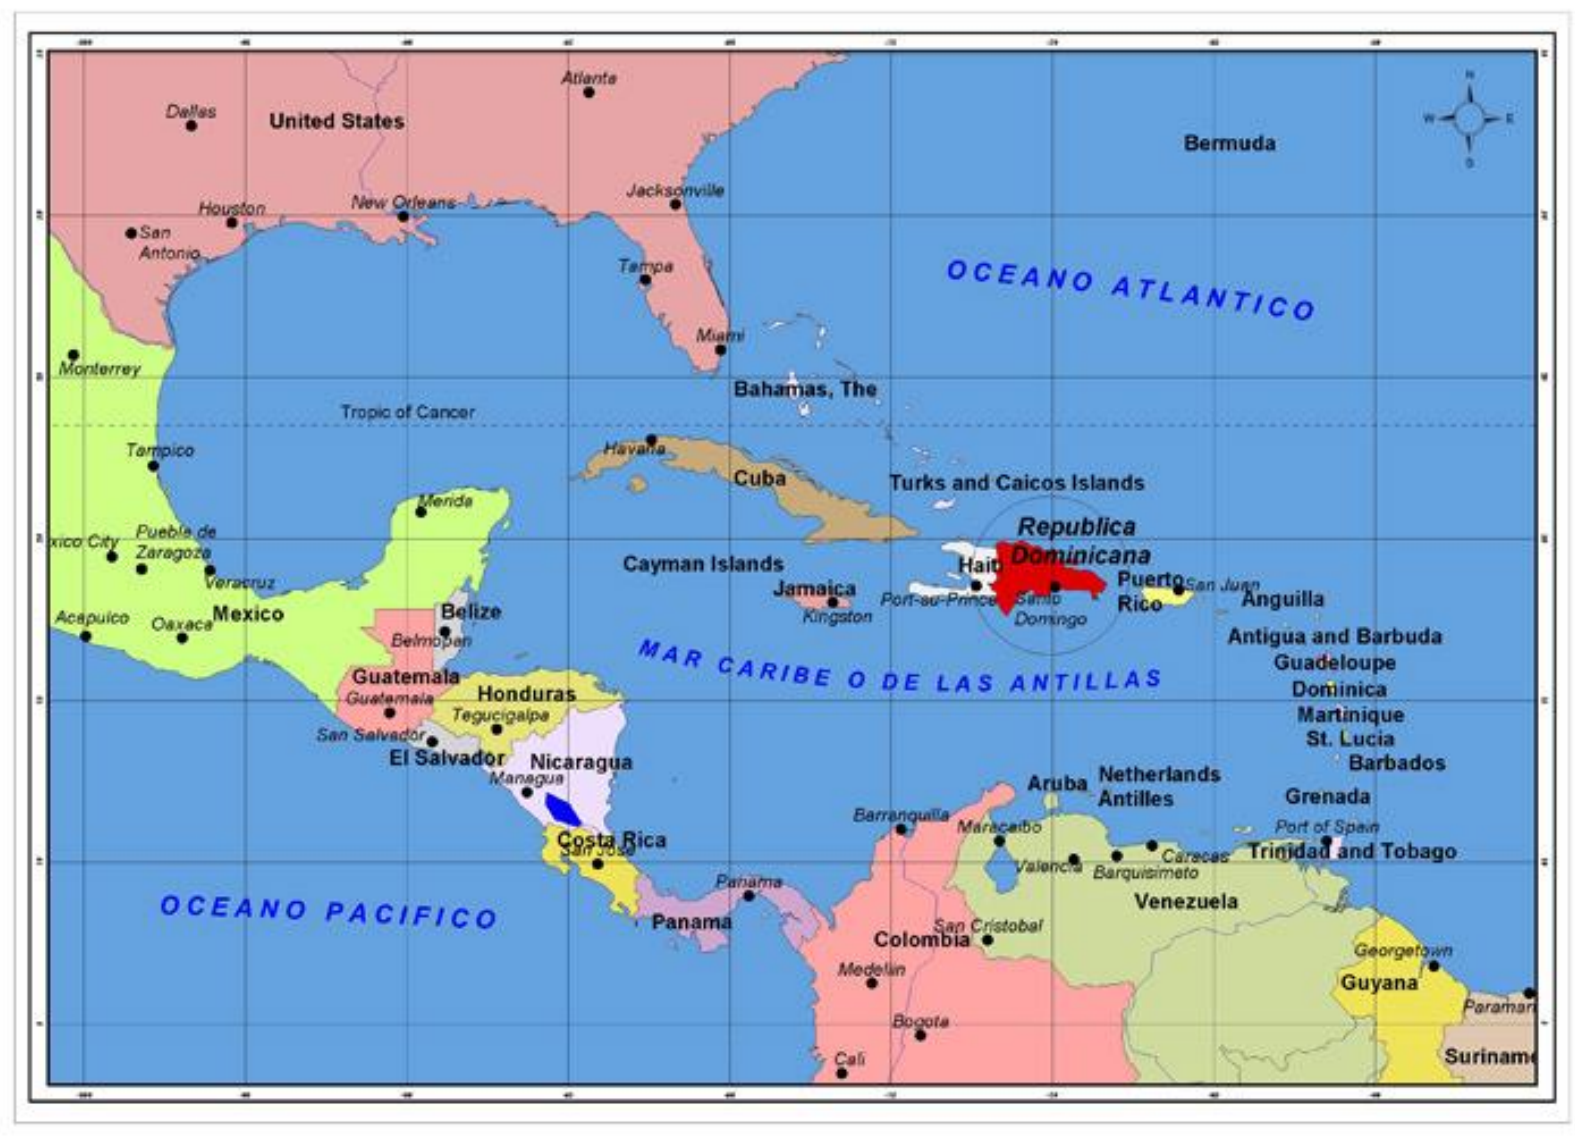 Atlanta
Dallas
United States
N
W
E
S
Bermuda
Jacksonville
New Orleans
Houston
San
Antonio
Tampa
OCEANO ATLANTICO
Miami
Monterrey
Bahamas, The
Tropic of Cancer
Havana
Tampico
Cuba
Turks and Caicos Islands
Merida
Republica
Dominicana
Puebla de
Zaragoza
xico City
Cayman Islands
Haiti
Veracruz
Jamaica
Kingston
Port-au-Prince
Santo
Domingo
Puerto
Rico
San Juan
Anguilla
Mexico
Acapulco
Oaxaca
Belize
Belmopan
Antigua and Barbuda
MAR CARIBE O DE LAS ANTILLAS
Guadeloupe
Guatemala
Guatemala
Honduras
Dominica
Tegucigalpa
Martinique
San Salvador
St. Lucia
El Salvador
Nicaragua
Barbados
Managua
Aruba
Netherlands
Antilles
Grenada
Barranquilla
Maracaibo
Port of Spain
Costa Rica
San Jose
Trinidad and Tobago
Valencia
Caracas
Barquisimeto
Panama
Venezuela
OCEANO PACIFICO
Panama
San Cristobal
Colombia
Georgetown
Medellin
Guyana
Paramari
Bogota
Cali
Suriname